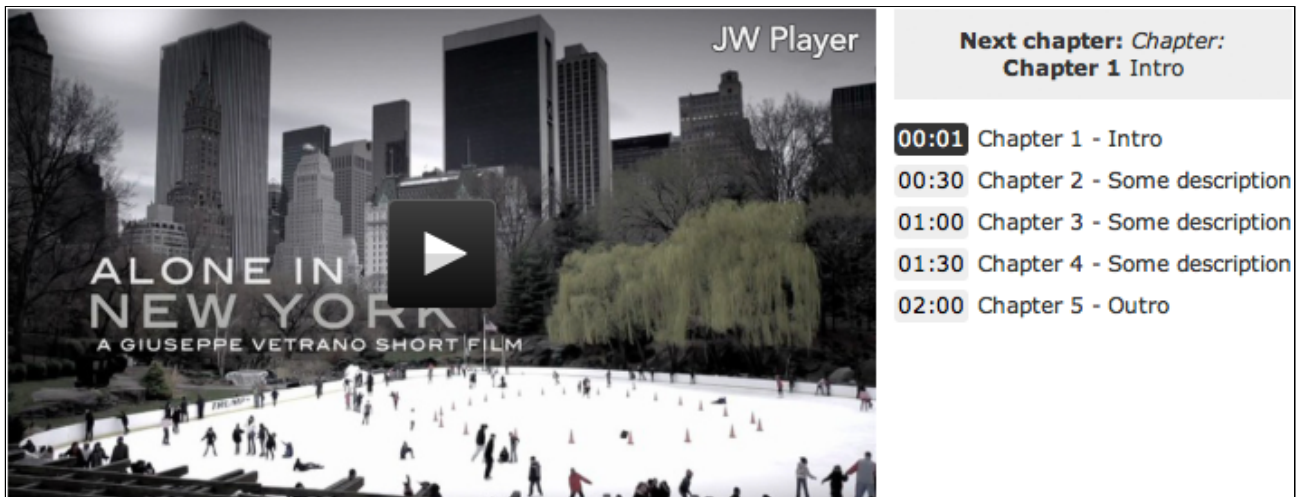 JW Player
ALONE IN
NEW YORK
A GIUSEPPE VETRANO SHORT FILM
TRUMP
Next chapter: Chapter:
Chapter 1 Intro
00:01 Chapter 1 - Intro
00:30 Chapter 2 - Some description
01:00 Chapter 3 - Some description
01:30 Chapter 4 - Some description
02:00 Chapter 5 - Outro